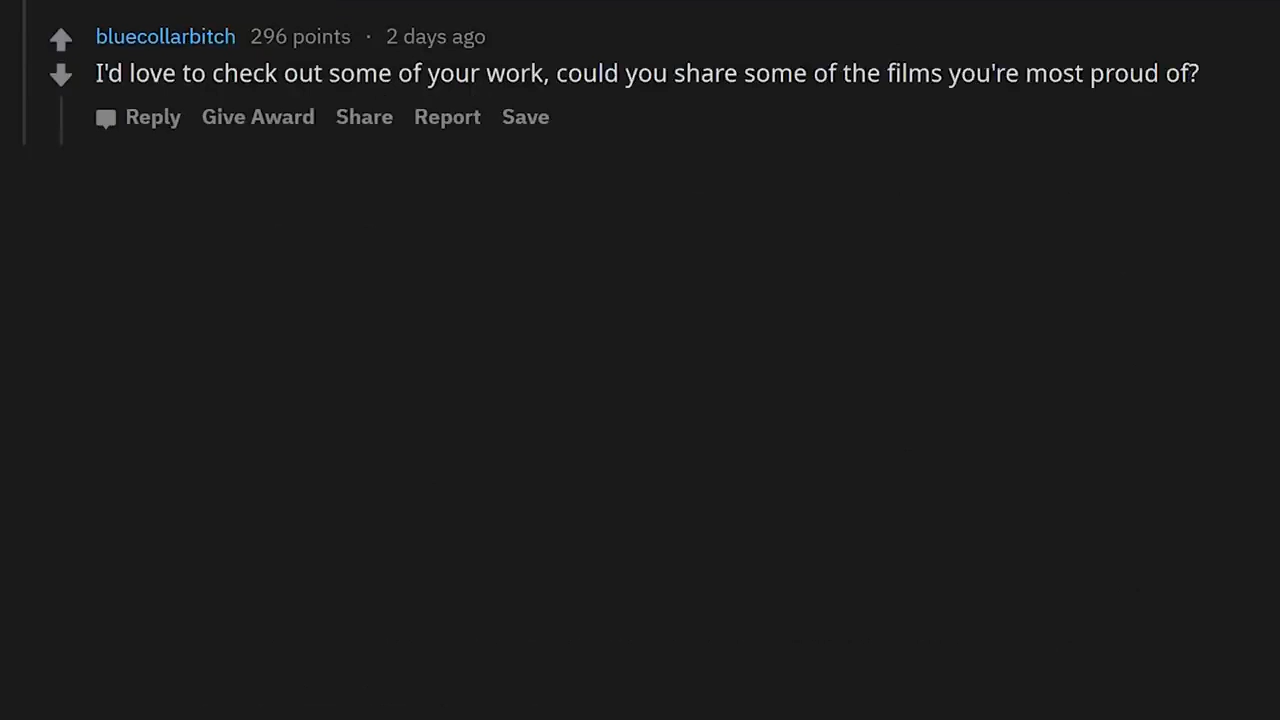 bluecollarbitch 296 points · 2 days ago
I'd love to check out some of your work, could you share some of the films you're most proud of?
Reply Give Award Share Report Save